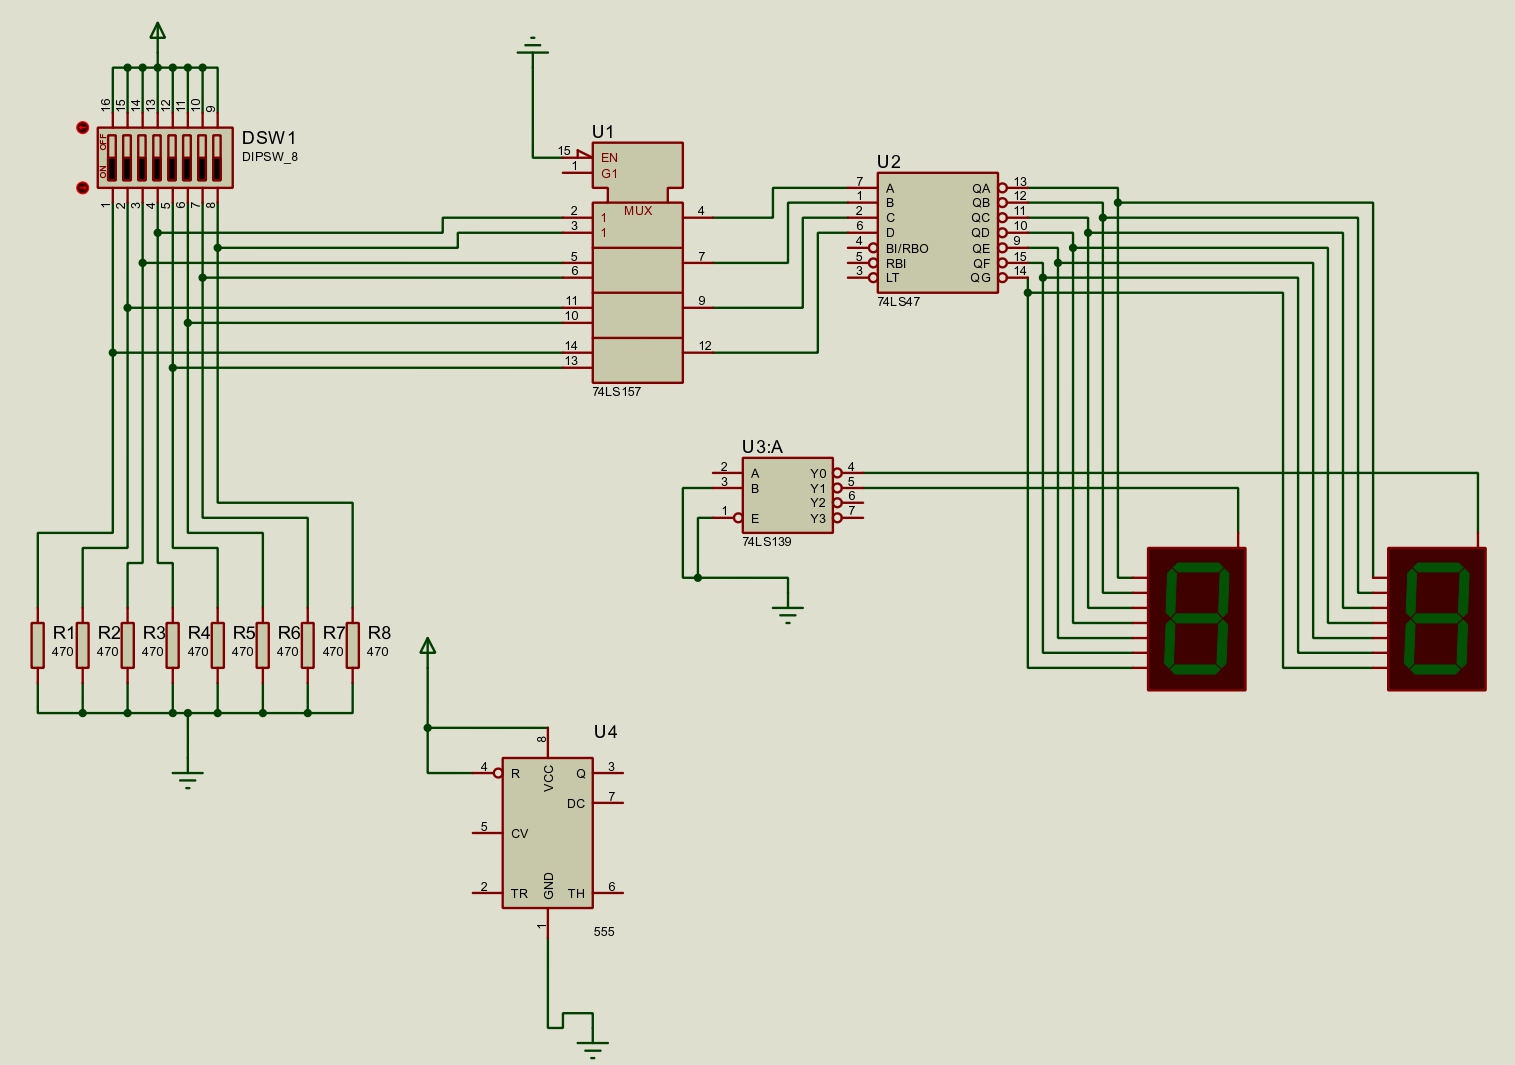 16 15 14 13 12 11 10 9
OFF
ON
DSW1
DIPSW_8
1 2 3 4 5 6 7 8
U1
15 EN
1 G1
MUX
2 1 4
3 1
5 7
6
11 9
10
14 12
13
74LS157
U2
7 A QA 13
1 B QB 12
2 C QC 11
6 D QD 10
4 BI/RBO QE 9
5 RBI QF 15
3 LT QG 14
74LS47
U3:A
2 A Y0 4
3 B Y1 5
Y2 6
1 E Y3 7
74LS139
R1 R2 R3 R4 R5 R6 R7 R8
470 470 470 470 470 470 470 470
U4
8
VCC
4 R Q 3
DC 7
5 CV
2 TR GND TH 6
1
555